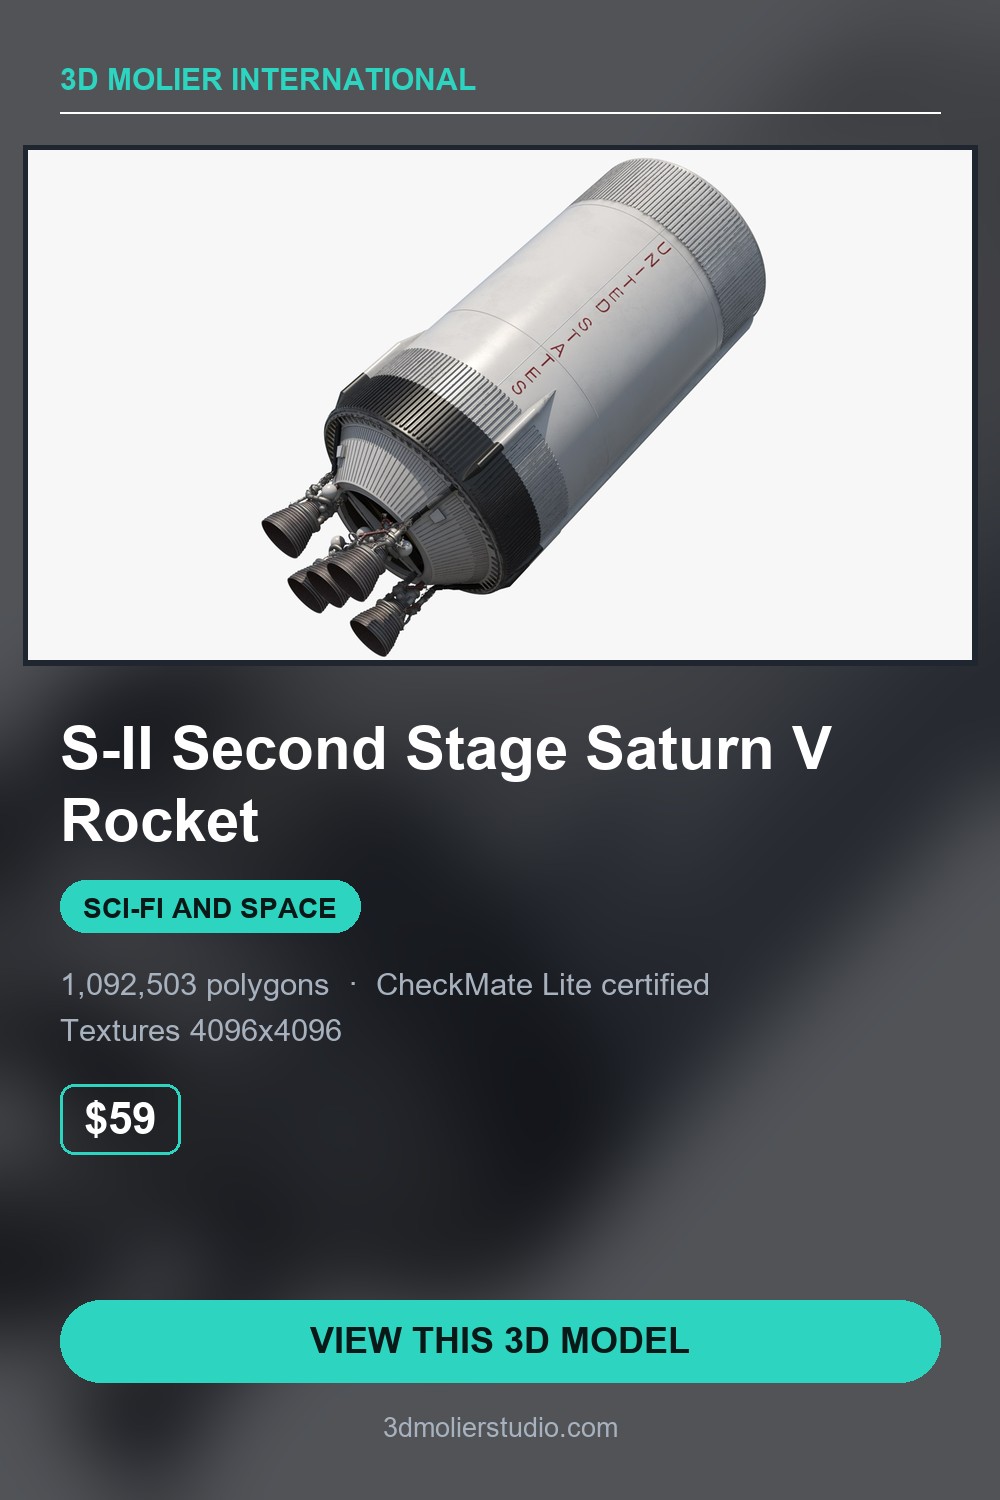 3D MOLIER INTERNATIONAL
UNITED STATES
S-II Second Stage Saturn V
Rocket
SCI-FI AND SPACE
1,092,503 polygons · CheckMate Lite certified
Textures 4096x4096
$59
VIEW THIS 3D MODEL
3dmolierstudio.com